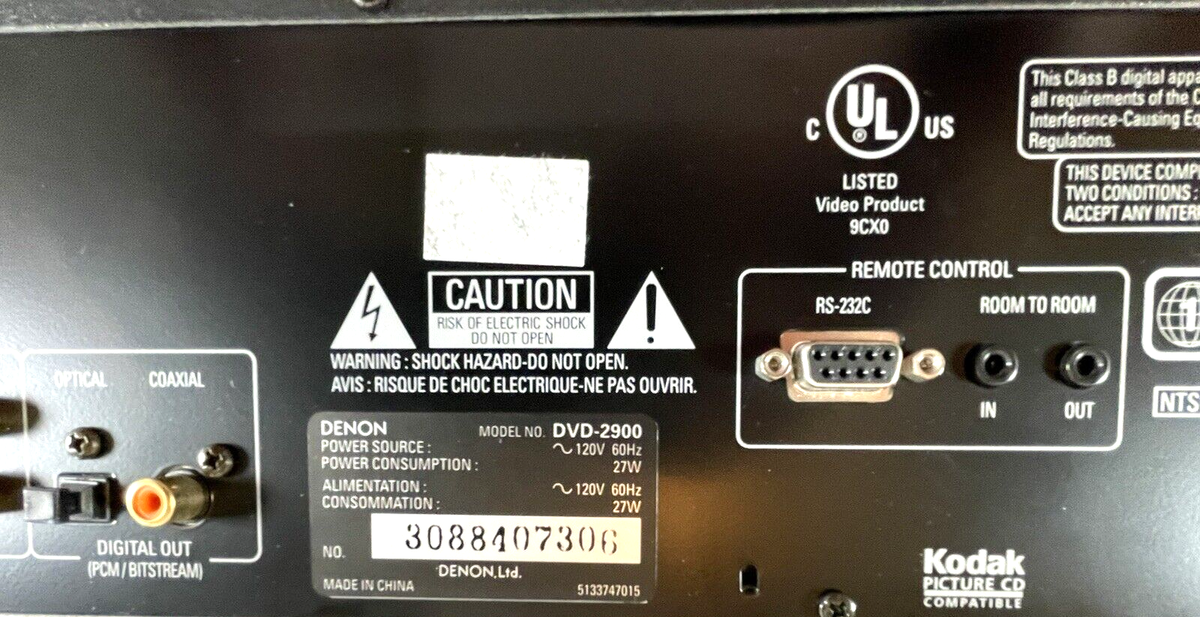 C UL ® US
LISTED
Video Product
9CX0
This Class B digital appa
all requirements of the C
Interference-Causing Eq
Regulations.
THIS DEVICE COMPL
TWO CONDITIONS :
ACCEPT ANY INTERF
CAUTION
RISK OF ELECTRIC SHOCK
DO NOT OPEN
WARNING : SHOCK HAZARD-DO NOT OPEN.
AVIS : RISQUE DE CHOC ELECTRIQUE-NE PAS OUVRIR.
REMOTE CONTROL
RS-232C
ROOM TO ROOM
IN
OUT
1
NTS
OPTICAL
COAXIAL
DIGITAL OUT
(PCM / BITSTREAM)
DENON MODEL NO. DVD-2900
POWER SOURCE : 120V 60Hz
POWER CONSUMPTION : 27W
ALIMENTATION : 120V 60Hz
CONSOMMATION : 27W
NO. 3088407306
DENON, Ltd.
MADE IN CHINA 5133747015
Kodak
PICTURE CD
COMPATIBLE